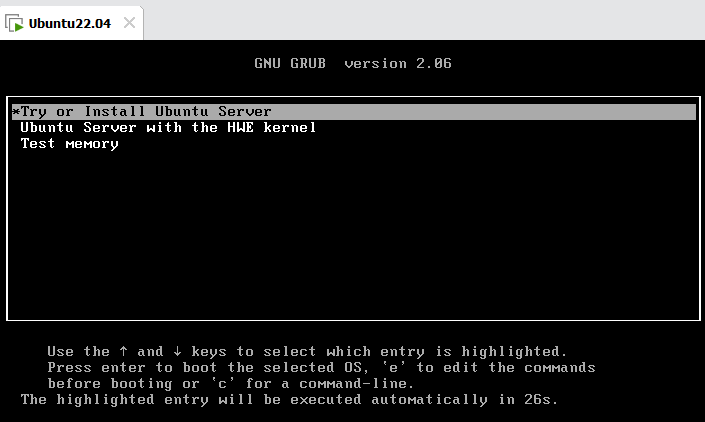 Ubuntu22.04
GNU GRUB  version 2.06
*Try or Install Ubuntu Server
Ubuntu Server with the HWE kernel
Test memory
Use the ↑ and ↓ keys to select which entry is highlighted.
Press enter to boot the selected OS, `e' to edit the commands
before booting or `c' for a command-line.
The highlighted entry will be executed automatically in 26s.